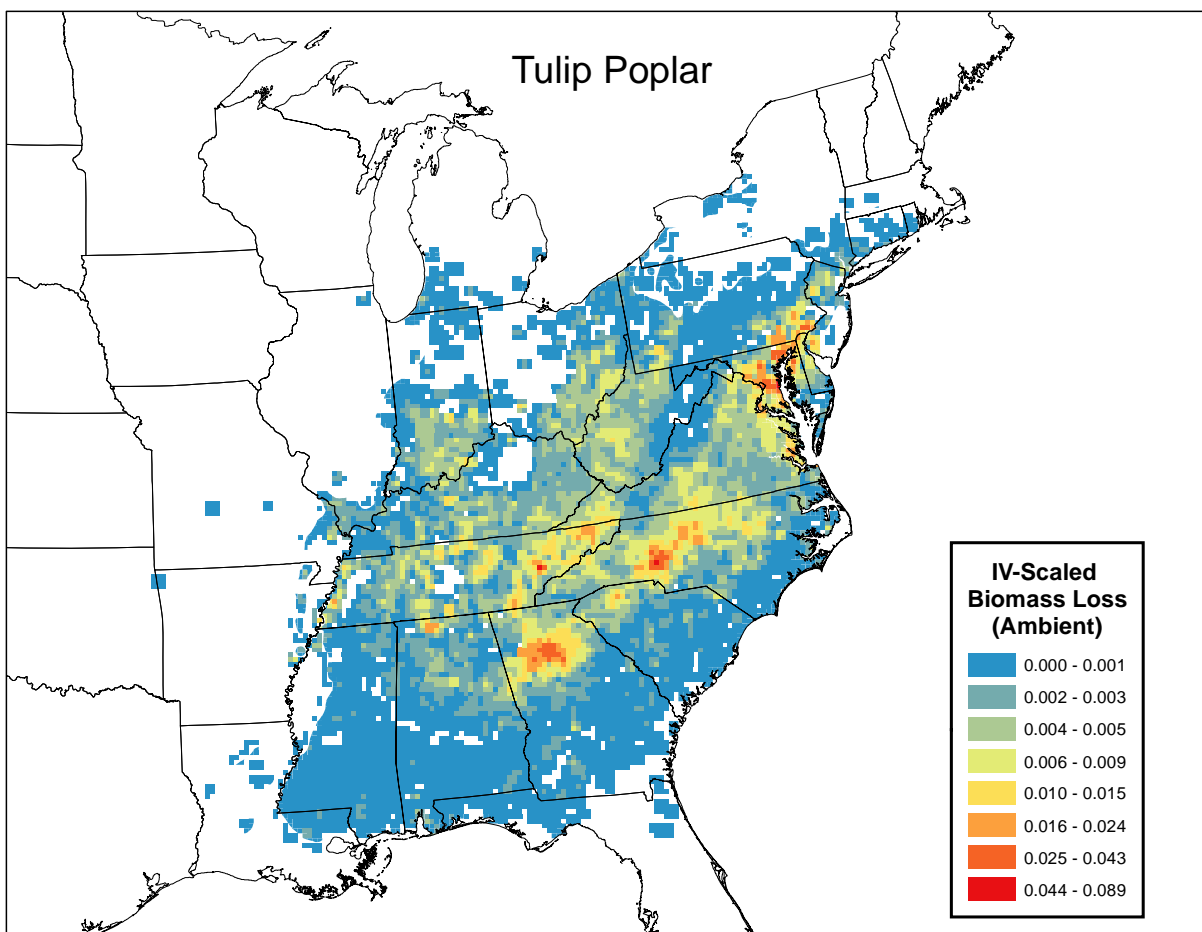 Tulip Poplar
IV-Scaled
Biomass Loss
(Ambient)
0.000 - 0.001
0.002 - 0.003
0.004 - 0.005
0.006 - 0.009
0.010 - 0.015
0.016 - 0.024
0.025 - 0.043
0.044 - 0.089